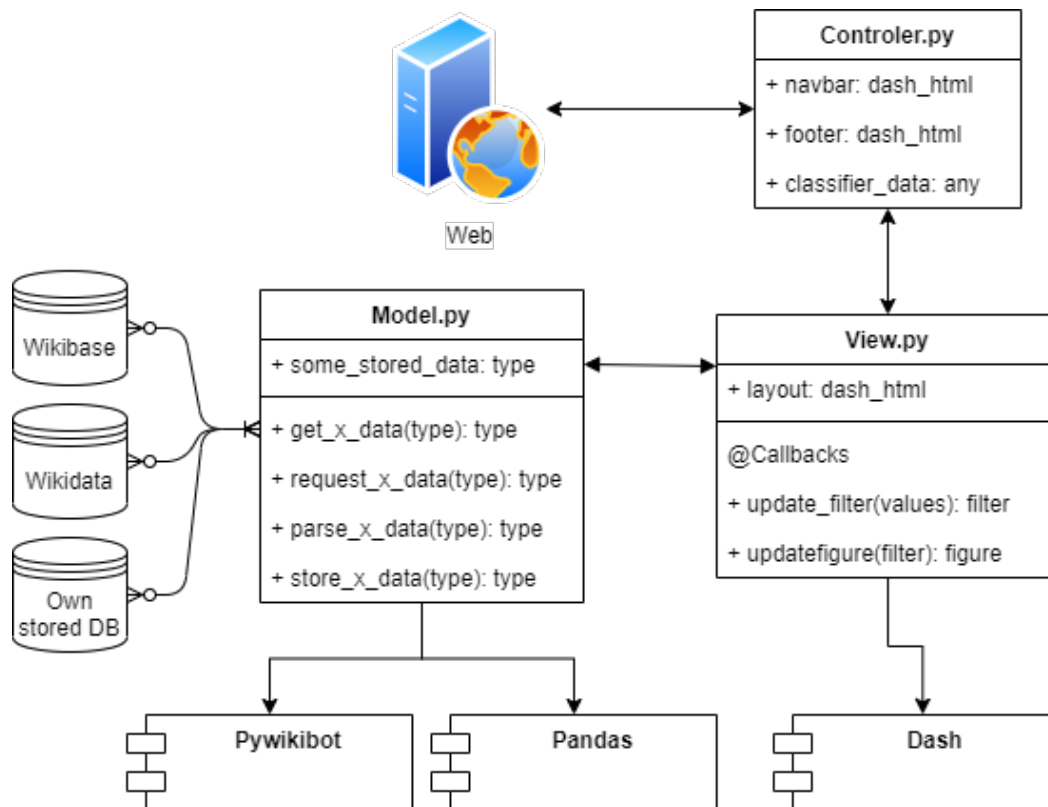 Controler.py
+ navbar: dash_html
+ footer: dash_html
+ classifier_data: any
Web
Wikibase
Wikidata
Own
stored DB
Model.py
+ some_stored_data: type
+ get_x_data(type): type
+ request_x_data(type): type
+ parse_x_data(type): type
+ store_x_data(type): type
View.py
+ layout: dash_html
@Callbacks
+ update_filter(values): filter
+ updatefigure(filter): figure
Pywikibot
Pandas
Dash